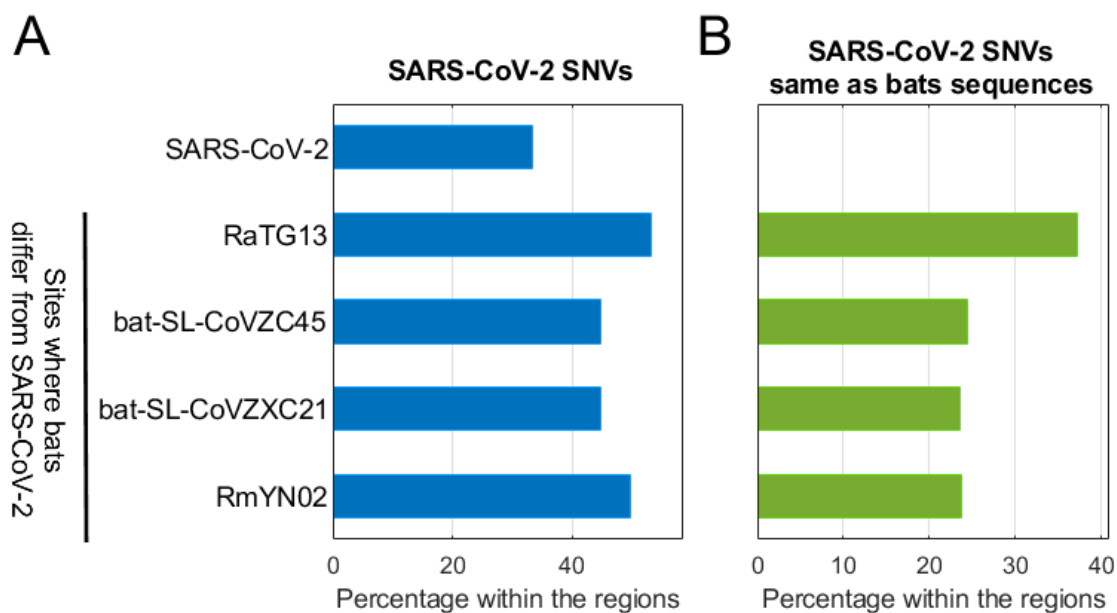 A
SARS-CoV-2 SNVs
SARS-CoV-2
RaTG13
bat-SL-CoVZC45
bat-SL-CoVZXC21
RmYN02
Sites where bats
differ from SARS-CoV-2
0 20 40
Percentage within the regions
B
SARS-CoV-2 SNVs
same as bats sequences
0 10 20 30 40
Percentage within the regions